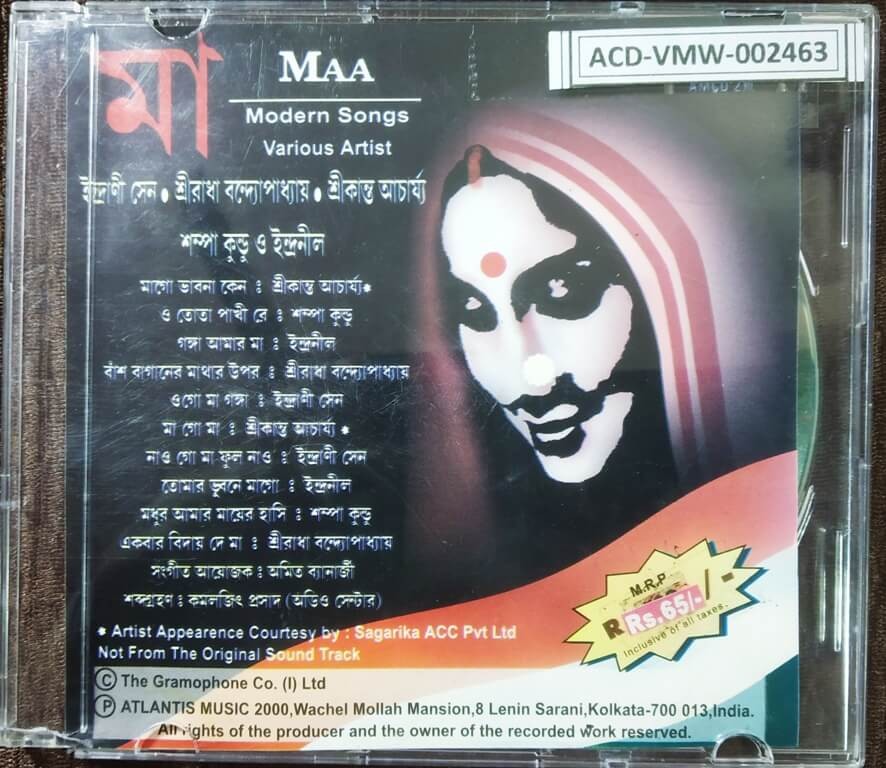 মা
MAA
ACD-VMW-002463
Modern Songs
Various Artist
ইন্দ্রাণী সেন • শ্রীরাধা বন্দ্যোপাধ্যায় • শ্রীকান্ত আচার্য্য
শম্পা কুন্ডু ও ইন্দ্রনীল
মাগো ভাবনা কেন ঃ শ্রীকান্ত আচার্য্য*
ও তোতা পাখী রে ঃ শম্পা কুন্ডু
গঙ্গা আমার মা ঃ ইন্দ্রনীল
বাঁশ বাগানের মাথার উপর ঃ শ্রীরাধা বন্দ্যোপাধ্যায়
ওগো মা গঙ্গা ঃ ইন্দ্রাণী সেন
মা গো মা ঃ শ্রীকান্ত আচার্য্য *
নাও গো মা ফুল নাও ঃ ইন্দ্রাণী সেন
তোমার ভুবনে মাগো ঃ ইন্দ্রনীল
মধুর আমার মায়ের হাসি ঃ শম্পা কুন্ডু
একবার বিদায় দে মা ঃ শ্রীরাধা বন্দ্যোপাধ্যায়
সংগীত আয়োজক ঃ অমিত ব্যানার্জী
শব্দগ্রহণ ঃ কমলজিৎ প্রসাদ (অডিও সেন্টার)
* Artist Appearence Courtesy by : Sagarika ACC Pvt Ltd
Not From The Original Sound Track
M.R.P.
Rs.65/-
Inclusive of all taxes.
Ⓒ The Gramophone Co. (I) Ltd
Ⓟ ATLANTIS MUSIC 2000,Wachel Mollah Mansion,8 Lenin Sarani,Kolkata-700 013,India.
All rights of the producer and the owner of the recorded work reserved.